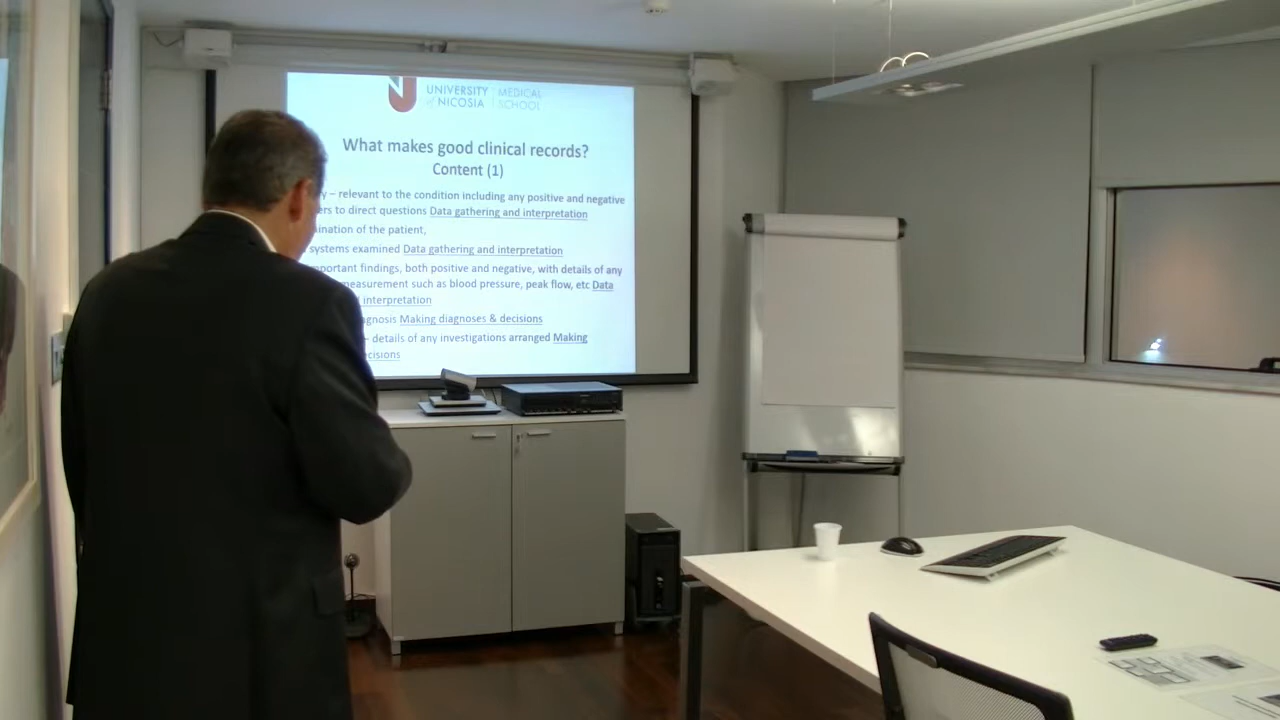 UNIVERSITY of NICOSIA MEDICAL SCHOOL
What makes good clinical records?
Content (1)
y – relevant to the condition including any positive and negative
ers to direct questions Data gathering and interpretation
ination of the patient,
systems examined Data gathering and interpretation
mportant findings, both positive and negative, with details of any
measurement such as blood pressure, peak flow, etc Data
interpretation
agnosis Making diagnoses & decisions
– details of any investigations arranged Making
ecisions